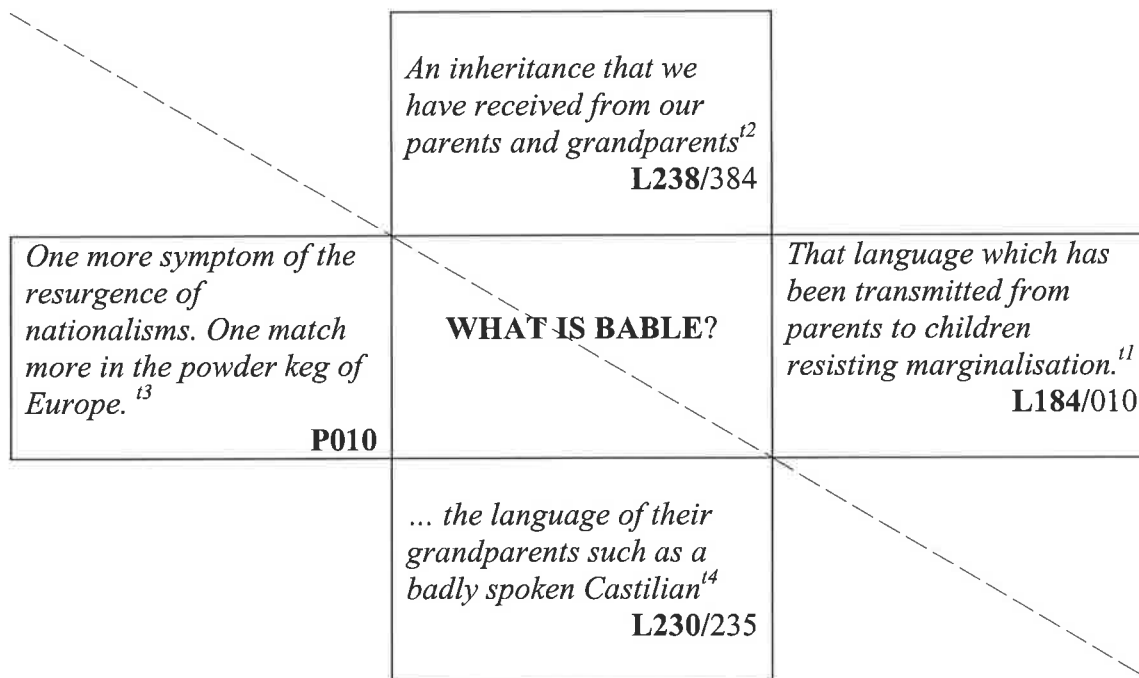 An inheritance that we
have received from our
parents and grandparents t2
L238/384
One more symptom of the
resurgence of
nationalisms. One match
more in the powder keg of
Europe. t3
P010
WHAT IS BABLE?
That language which has
been transmitted from
parents to children
resisting marginalisation. t1
L184/010
... the language of their
grandparents such as a
badly spoken Castilian t4
L230/235